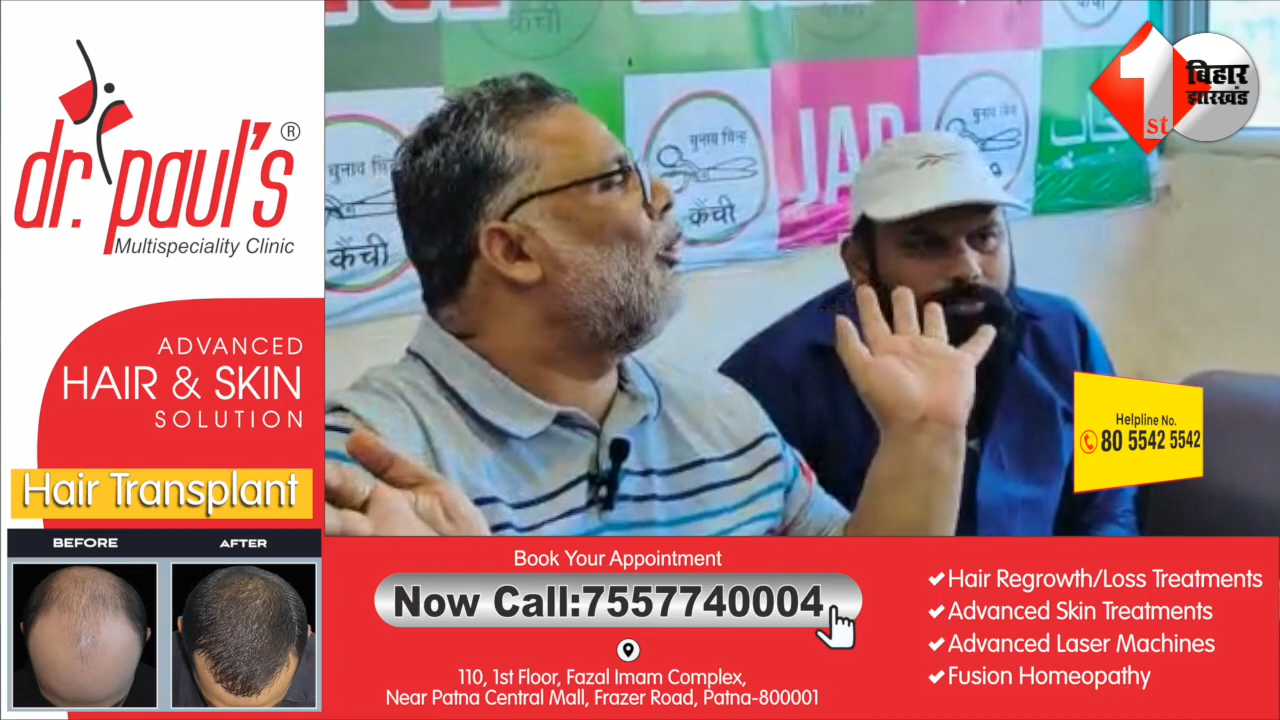 dr. paul's®
Multispeciality Clinic
ADVANCED
HAIR & SKIN
SOLUTION
Hair Transplant
BEFORE
AFTER
चुनाव चिन्ह
कैंची
चुनाव चिन्ह
कैंची
JAP
1st
बिहार
झारखंड
Helpline No.
80 5542 5542
Book Your Appointment
Now Call:7557740004
110, 1st Floor, Fazal Imam Complex,
Near Patna Central Mall, Frazer Road, Patna-800001
Hair Regrowth/Loss Treatments
Advanced Skin Treatments
Advanced Laser Machines
Fusion Homeopathy